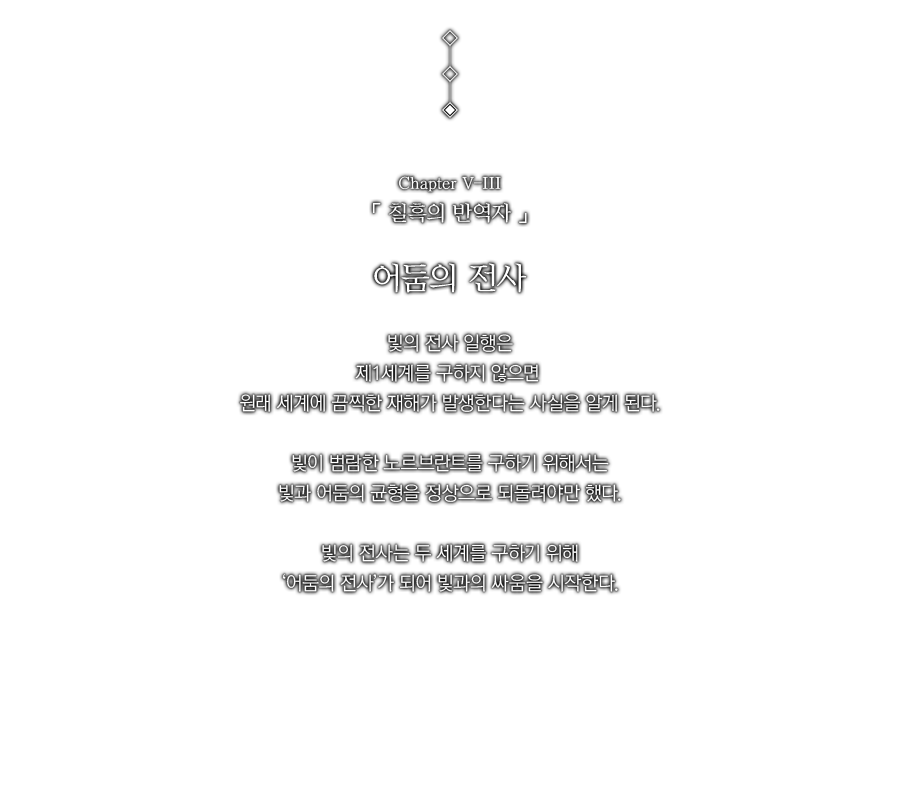 Chapter V-III
「 칠흑의 반역자 」
어둠의 전사
빛의 전사 일행은
제1세계를 구하지 않으면
원래 세계에 끔찍한 재해가 발생한다는 사실을 알게 된다.
빛이 범람한 노르브란트를 구하기 위해서는
빛과 어둠의 균형을 정상으로 되돌려야만 했다.
빛의 전사는 두 세계를 구하기 위해
‘어둠의 전사’가 되어 빛과의 싸움을 시작한다.